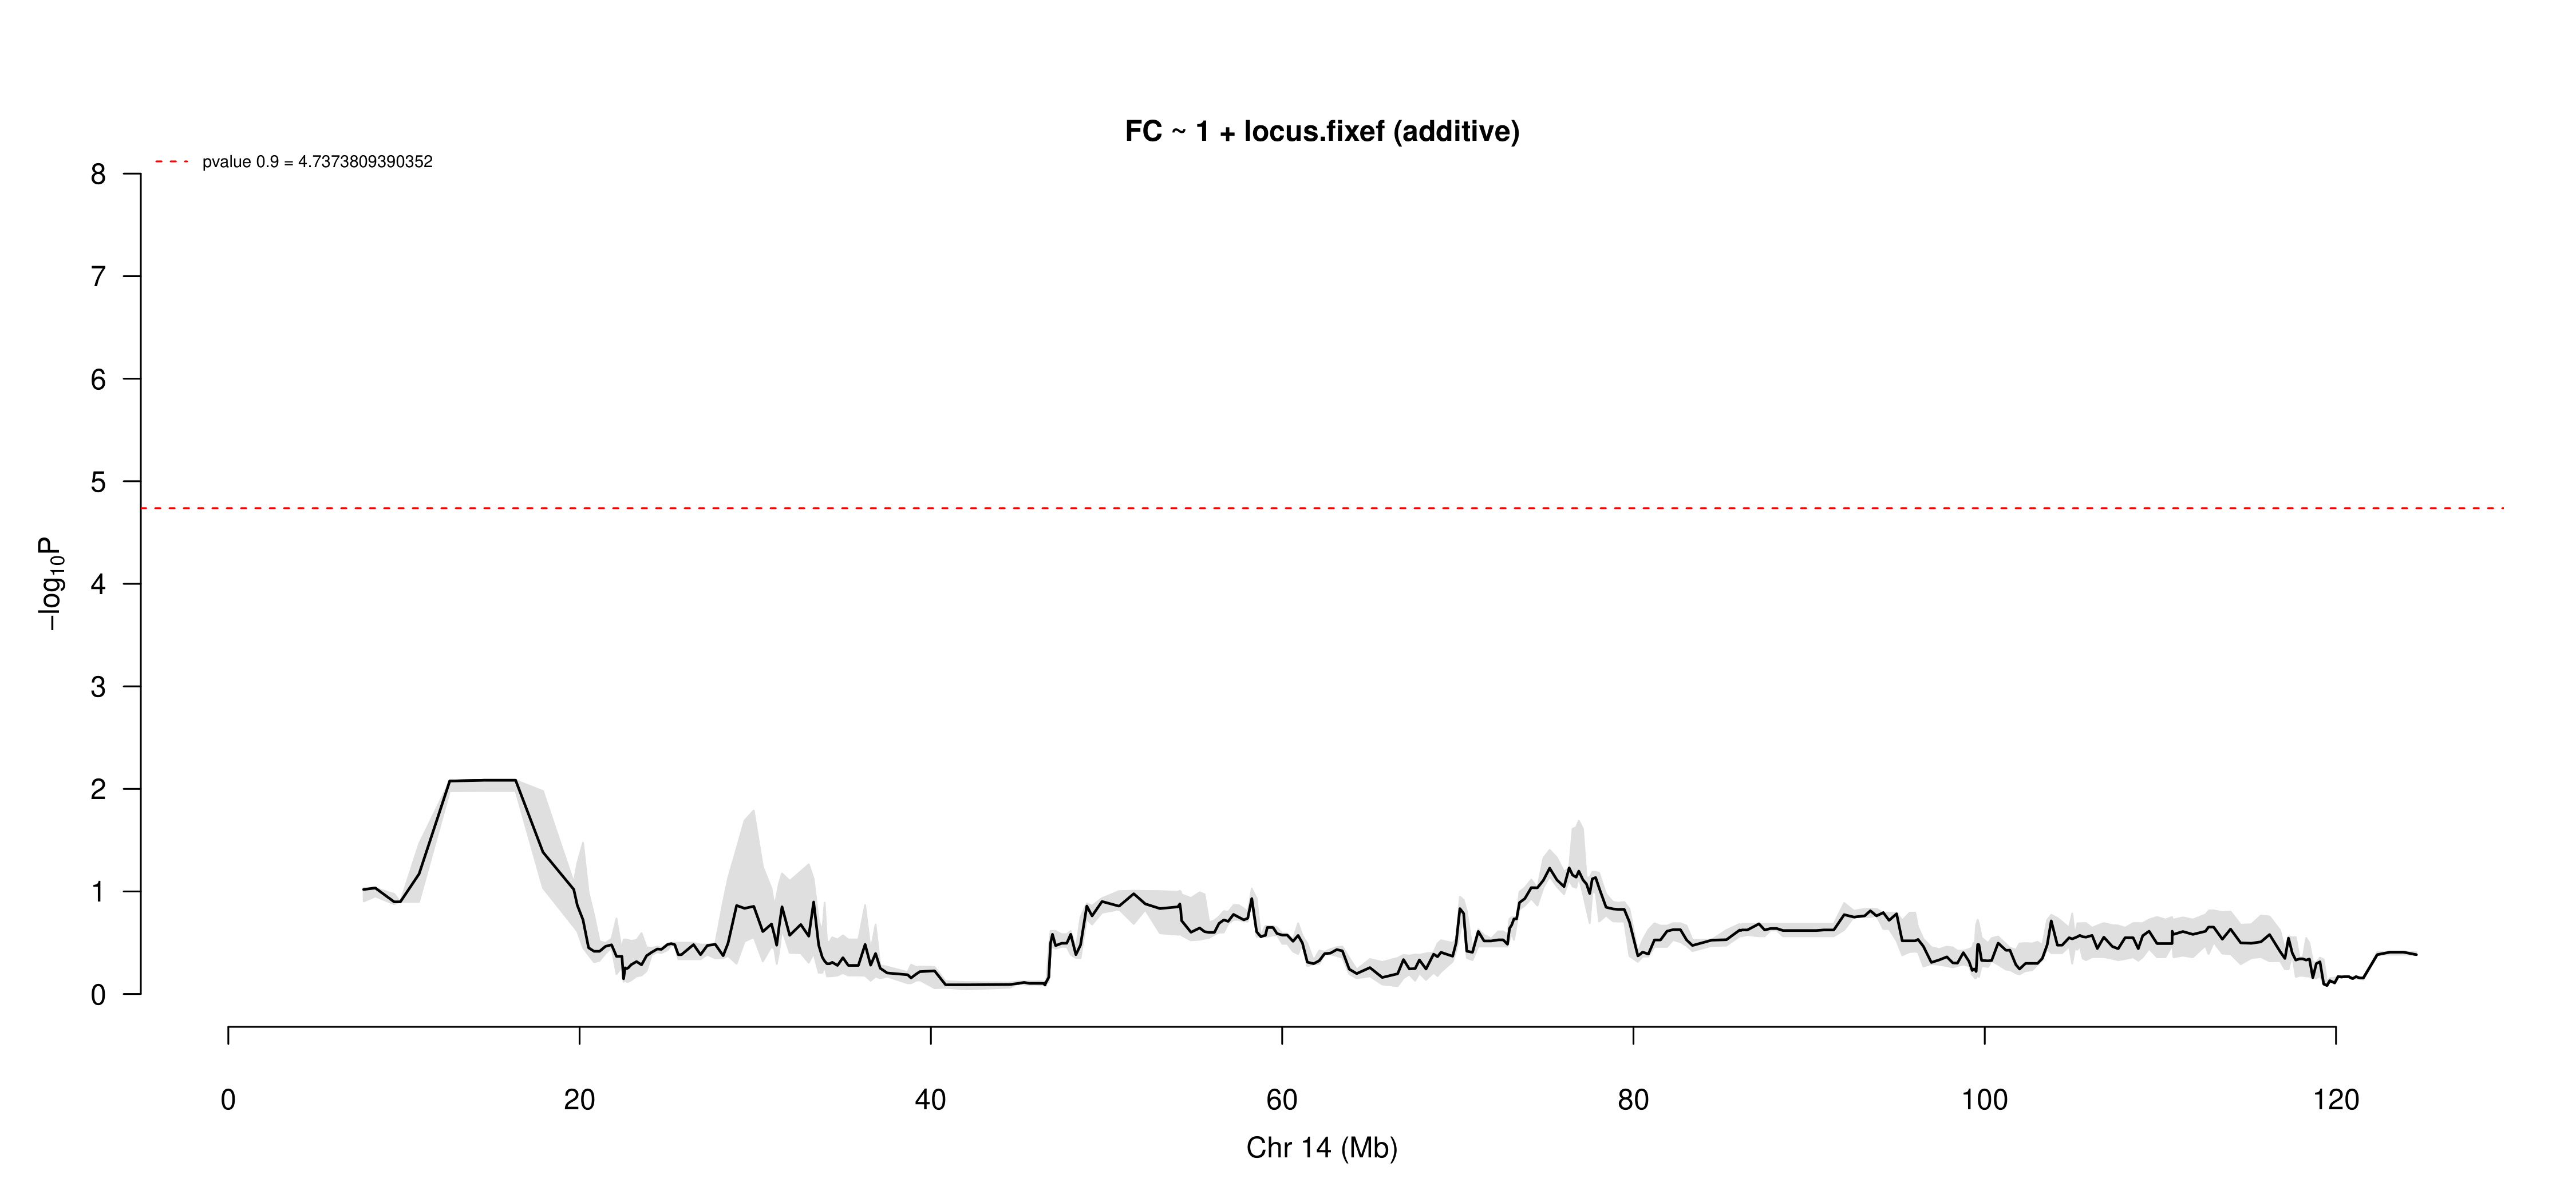 FC ~ 1 + locus.fixef (additive)
pvalue 0.9 = 4.7373809390352
8
7
6
5
4
3
2
1
0
−log10P
0 20 40 60 80 100 120
Chr 14 (Mb)